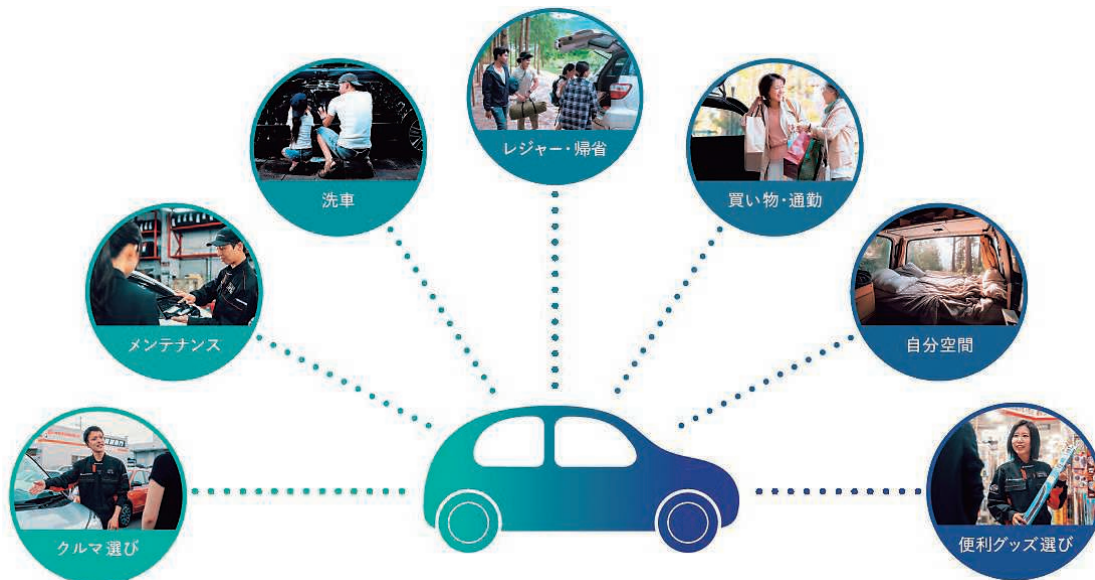 レジャー・帰省
洗車
買い物・通勤
メンテナンス
自分空間
クルマ選び
便利グッズ選び